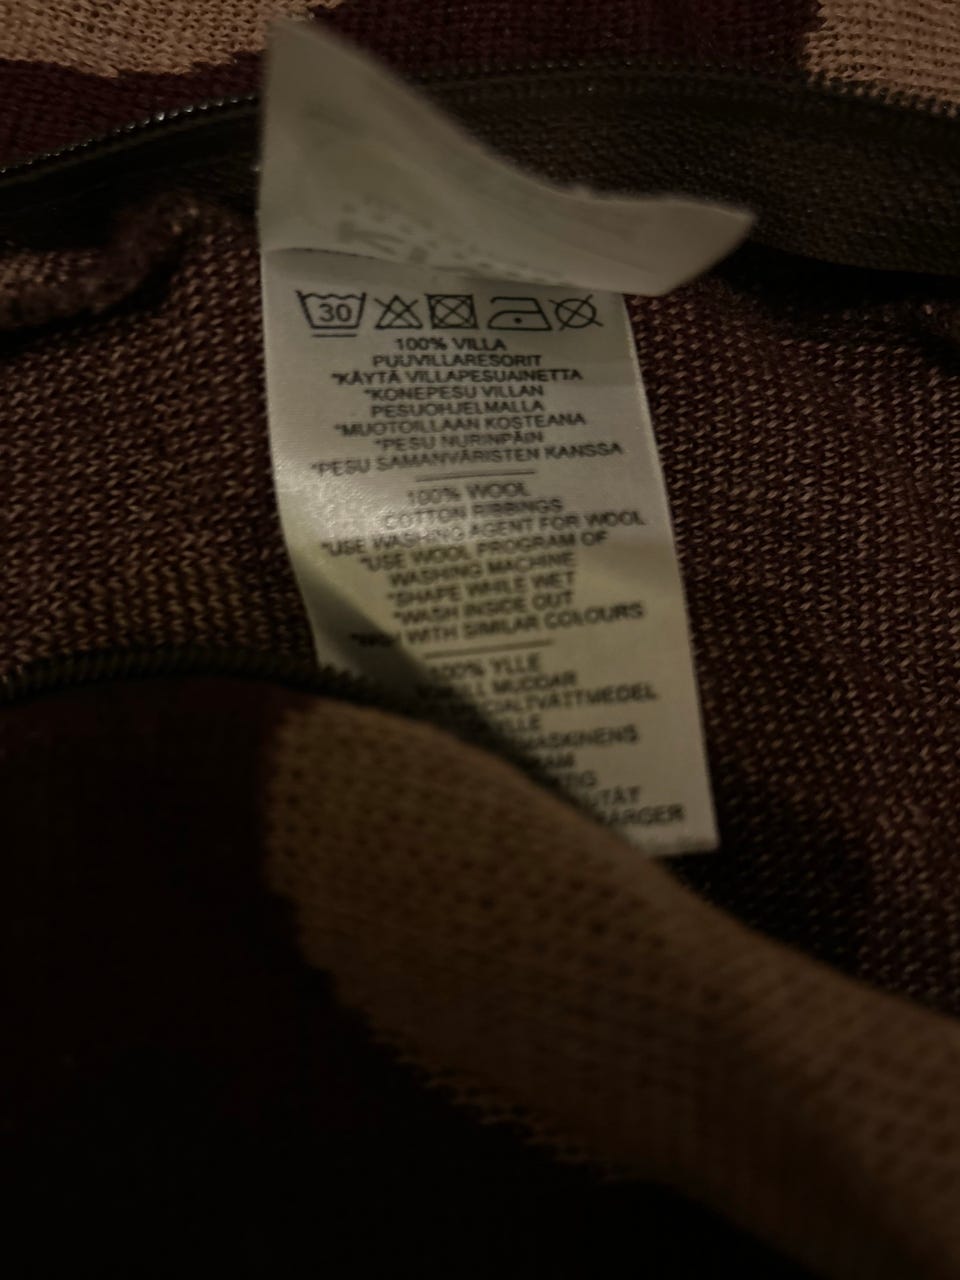 30
100% VILLA
PUUVILLARESORIT
*KÄYTÄ VILLAPESUAINETTA
*KONEPESU VILLAN
PESUOHJELMALLA
*MUOTOILLAAN KOSTEANA
*PESU NURINPÄIN
*PESU SAMANVÄRISTEN KANSSA
100% WOOL
COTTON RIBBINGS
*USE WASHING AGENT FOR WOOL
*USE WOOL PROGRAM OF
WASHING MACHINE
*SHAPE WHILE WET
*WASH INSIDE OUT
WITH SIMILAR COLOURS
100% YLLE
MUDDAR